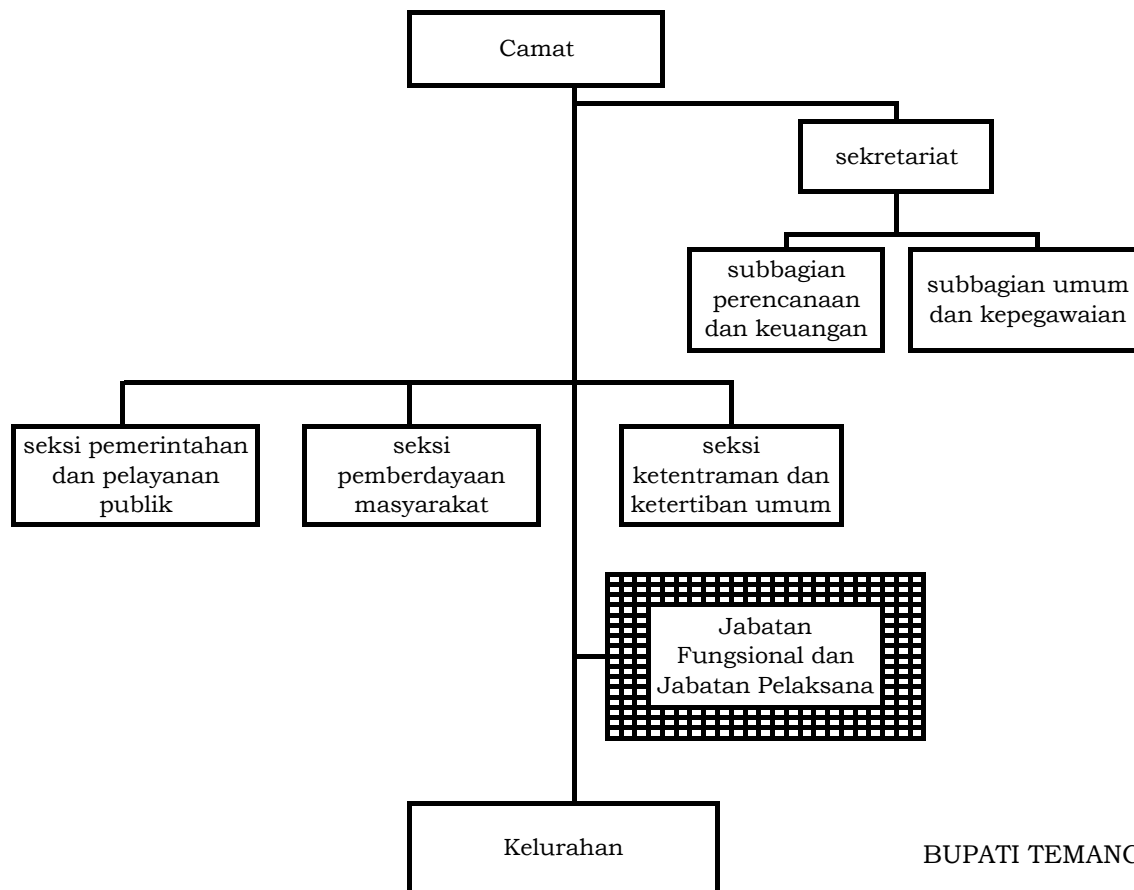 Camat
sekretariat
subbagian
perencanaan
dan keuangan
subbagian umum
dan kepegawaian
seksi pemerintahan
dan pelayanan
publik
seksi
pemberdayaan
masyarakat
seksi
ketentraman dan
ketertiban umum
Jabatan
Fungsional dan
Jabatan Pelaksana
Kelurahan
BUPATI